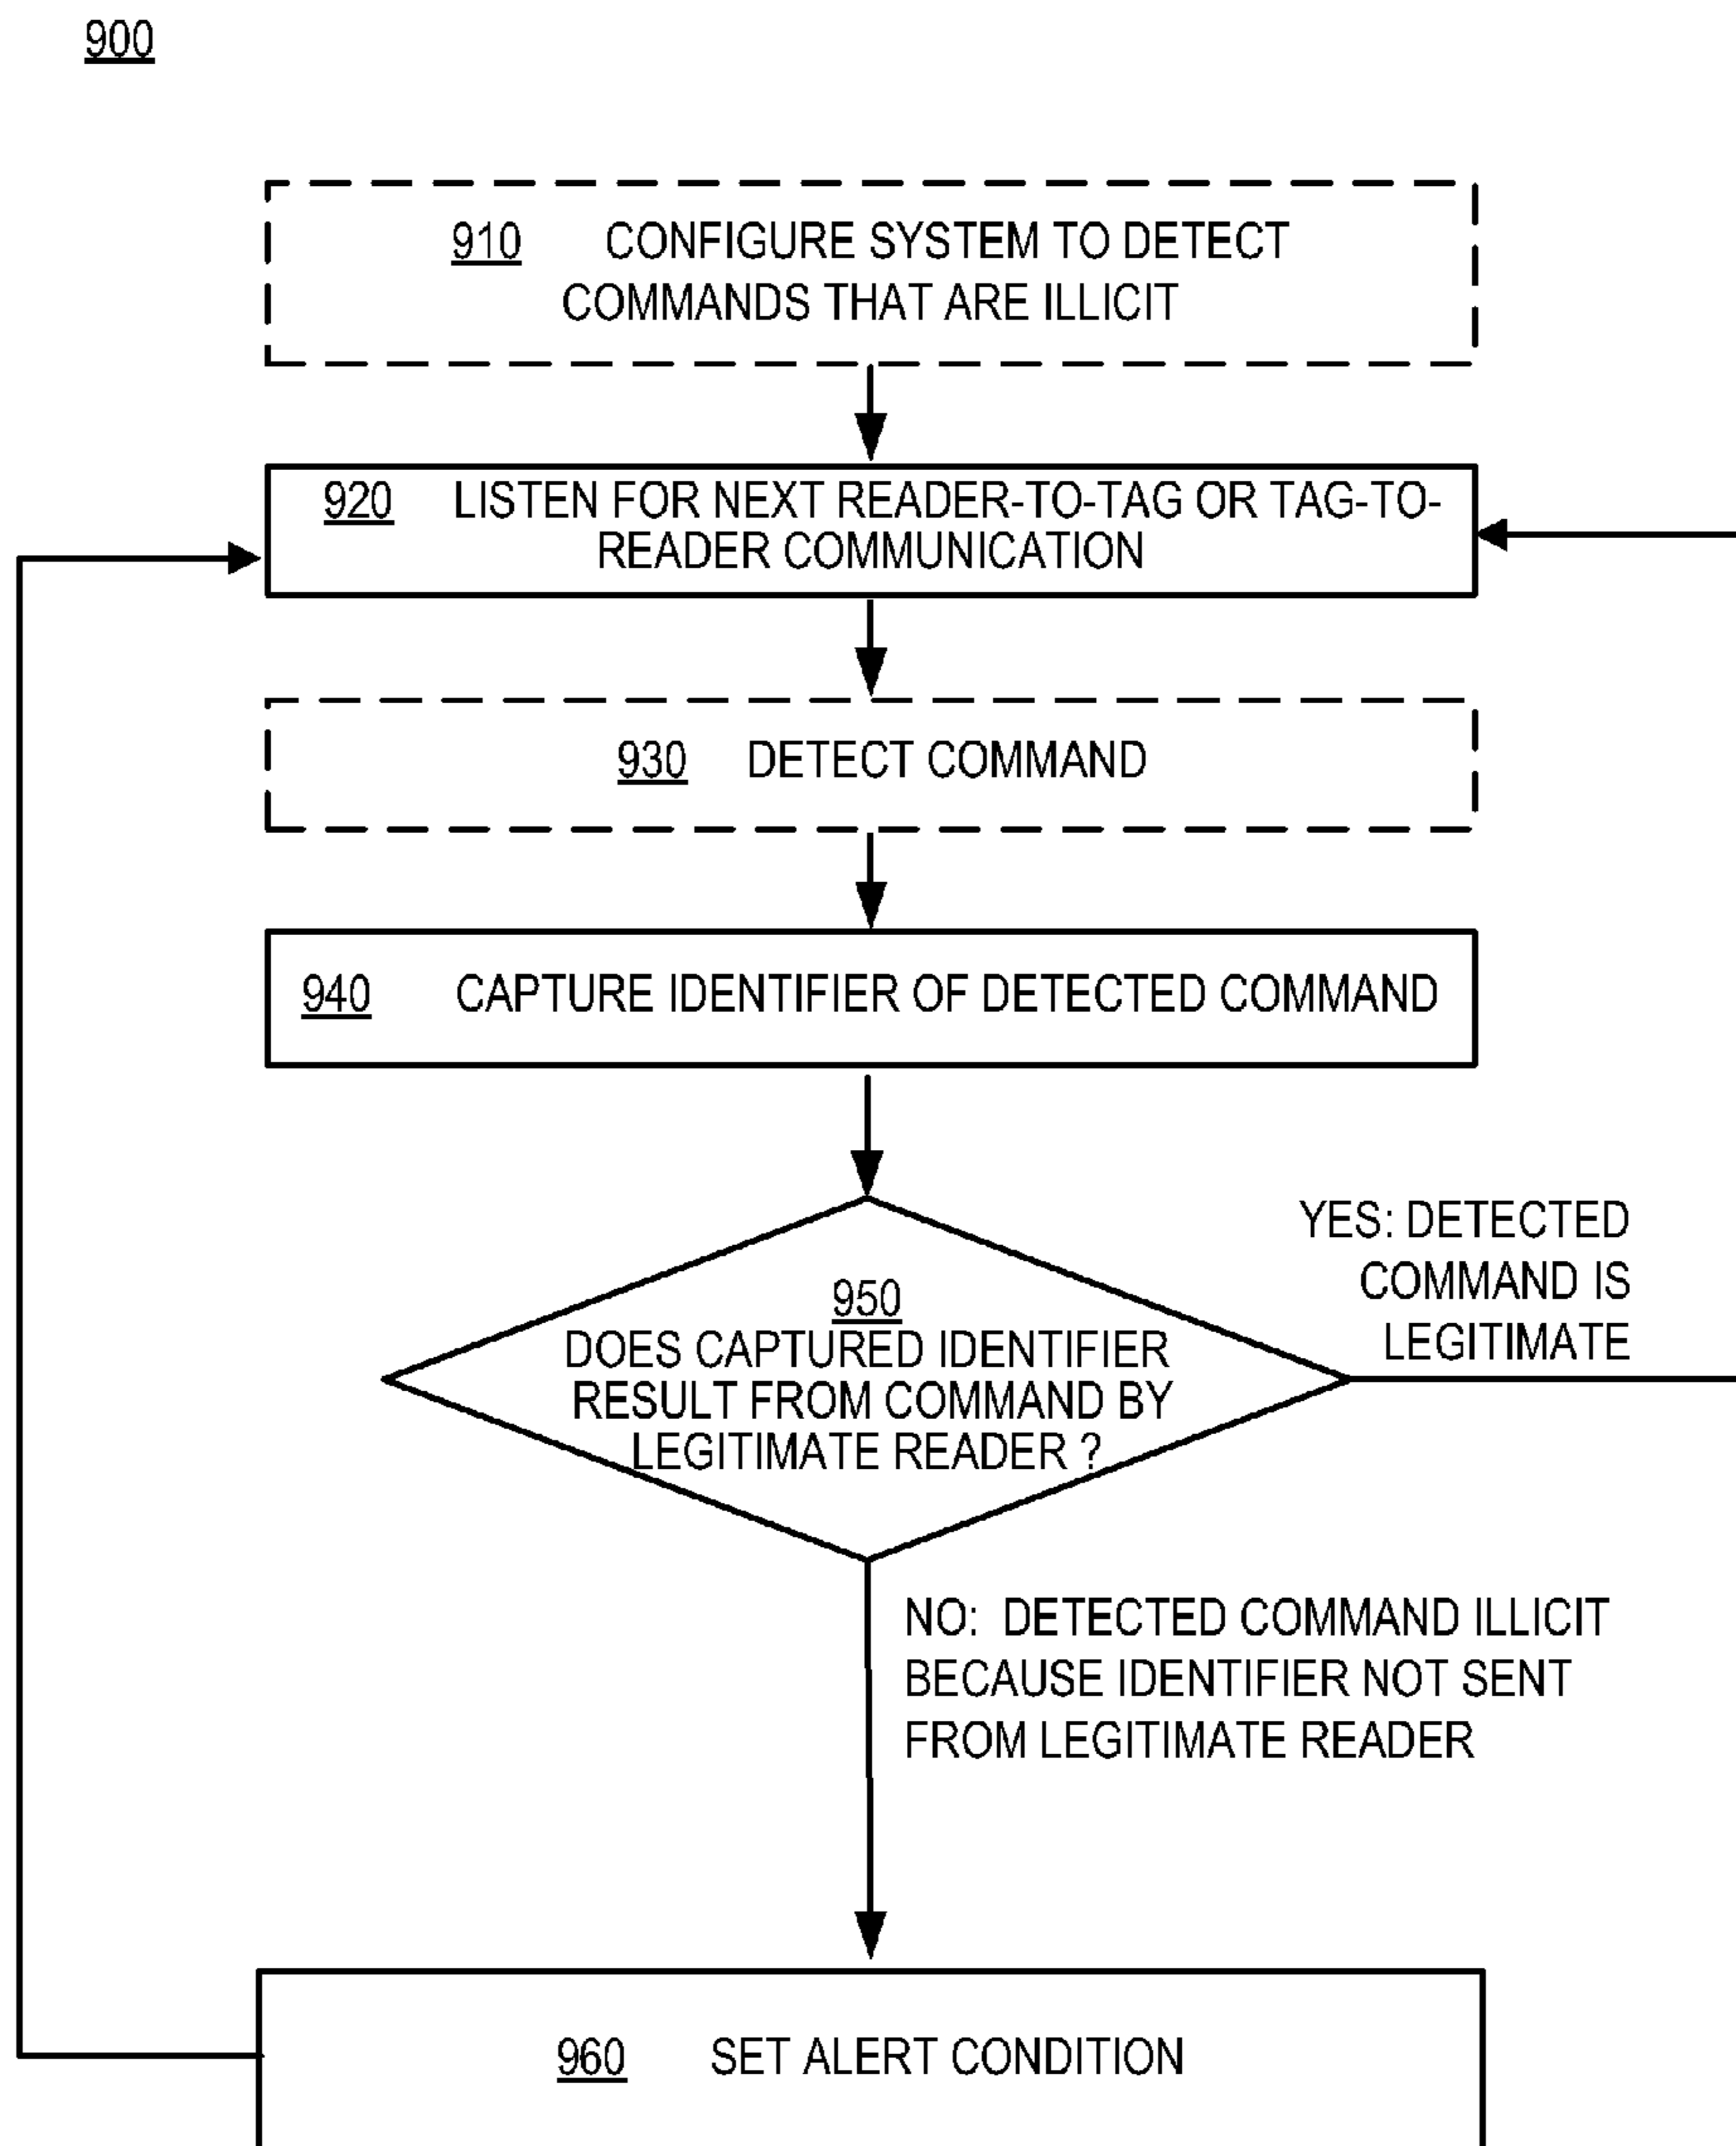 900
910 CONFIGURE SYSTEM TO DETECT
COMMANDS THAT ARE ILLICIT
920 LISTEN FOR NEXT READER-TO-TAG OR TAG-TO-
READER COMMUNICATION
930 DETECT COMMAND
940 CAPTURE IDENTIFIER OF DETECTED COMMAND
YES: DETECTED
COMMAND IS
LEGITIMATE
950
DOES CAPTURED IDENTIFIER
RESULT FROM COMMAND BY
LEGITIMATE READER ?
NO: DETECTED COMMAND ILLICIT
BECAUSE IDENTIFIER NOT SENT
FROM LEGITIMATE READER
960 SET ALERT CONDITION